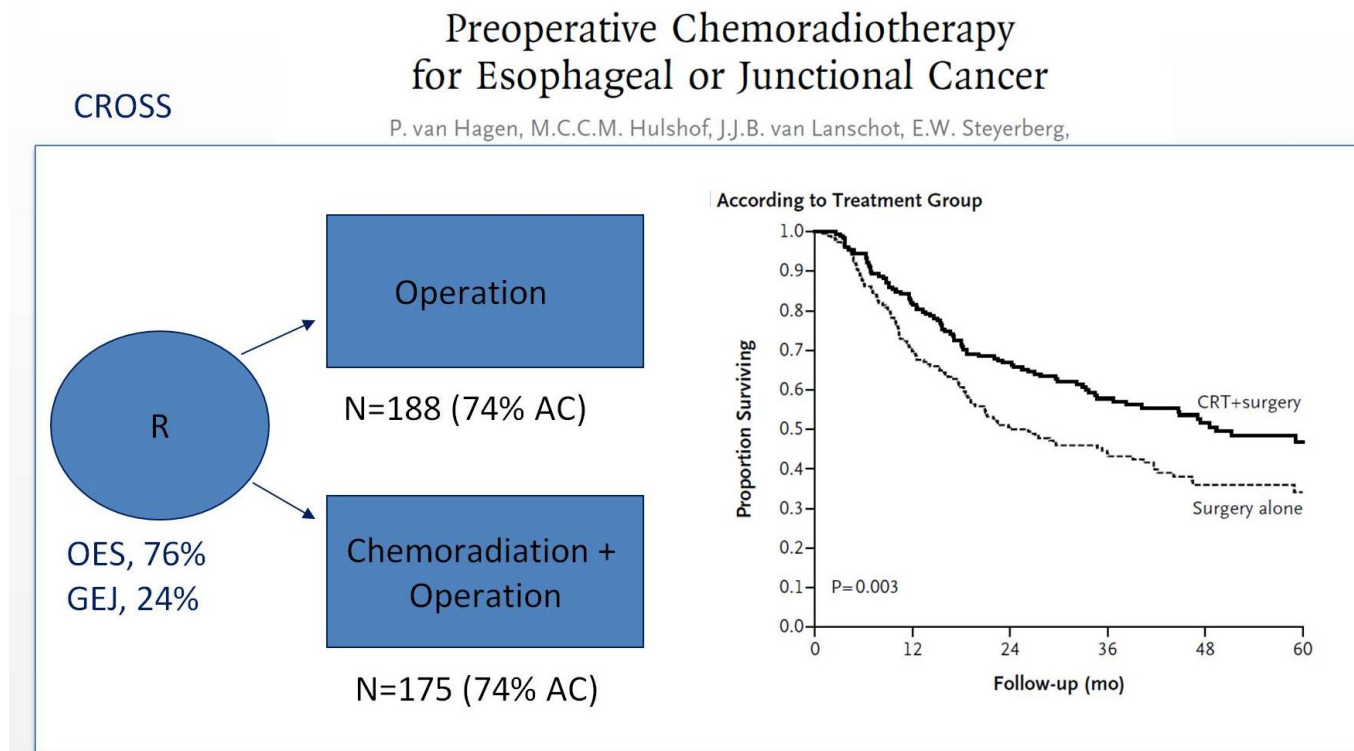 Preoperative Chemoradiotherapy
for Esophageal or Junctional Cancer
CROSS
P. van Hagen, M.C.C.M. Hulshof, J.J.B. van Lanschot, E.W. Steyerberg,
Operation
N=188 (74% AC)
R
OES, 76%
GEJ, 24%
Chemoradiation +
Operation
N=175 (74% AC)
According to Treatment Group
1.0
0.9
0.8
0.7
0.6
0.5
0.4
0.3
0.2
0.1
0.0
Proportion Surviving
CRT+surgery
Surgery alone
P=0.003
0 12 24 36 48 60
Follow-up (mo)